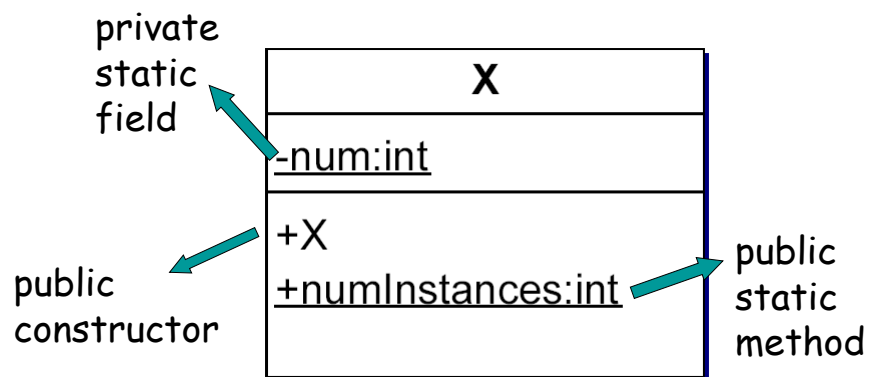 private
static
field
X
-num:int
+X
+numInstances:int
public
constructor
public
static
method